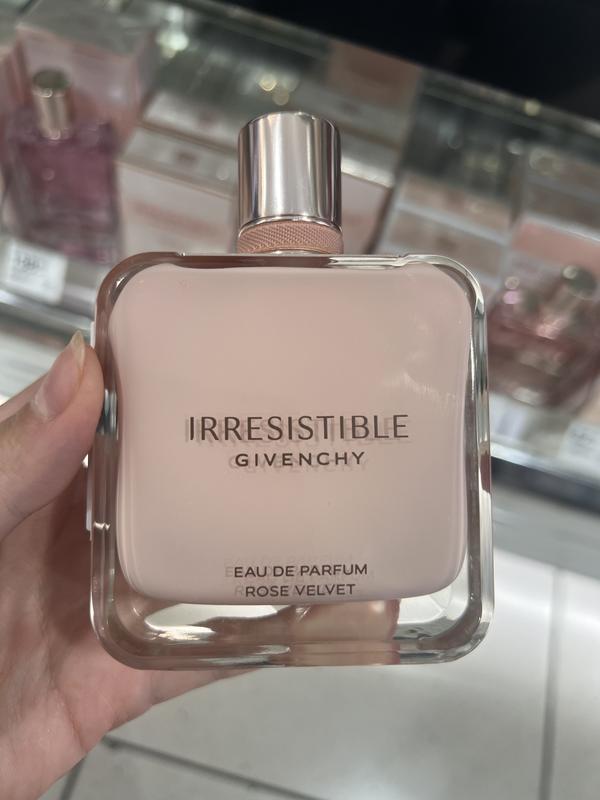 IRRESISTIBLE
GIVENCHY
EAU DE PARFUM
ROSE VELVET